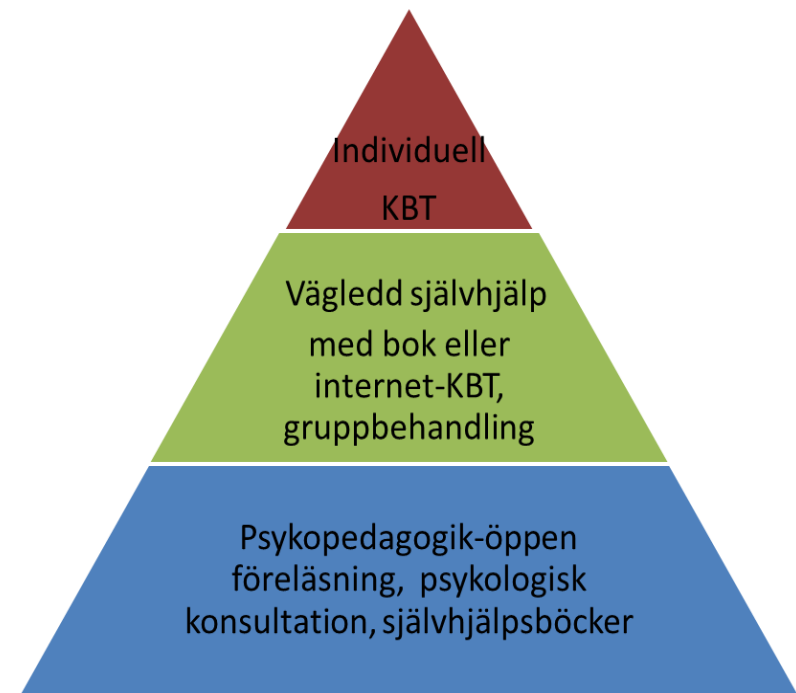 Individuell
KBT
Vägledd självhjälp
med bok eller
internet-KBT,
gruppbehandling
Psykopedagogik-öppen
föreläsning, psykologisk
konsultation, självhjälpsböcker